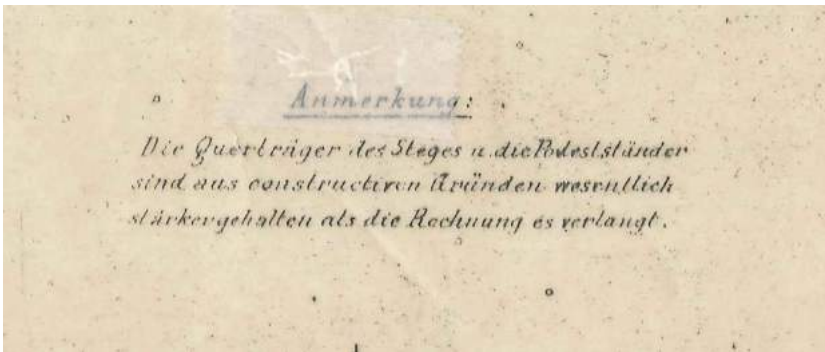 Anmerkung:
Die Querträger des Steges u. die Podestständer
sind aus constructiven Gründen wesentlich
stärker gehalten als die Rechnung es verlangt.